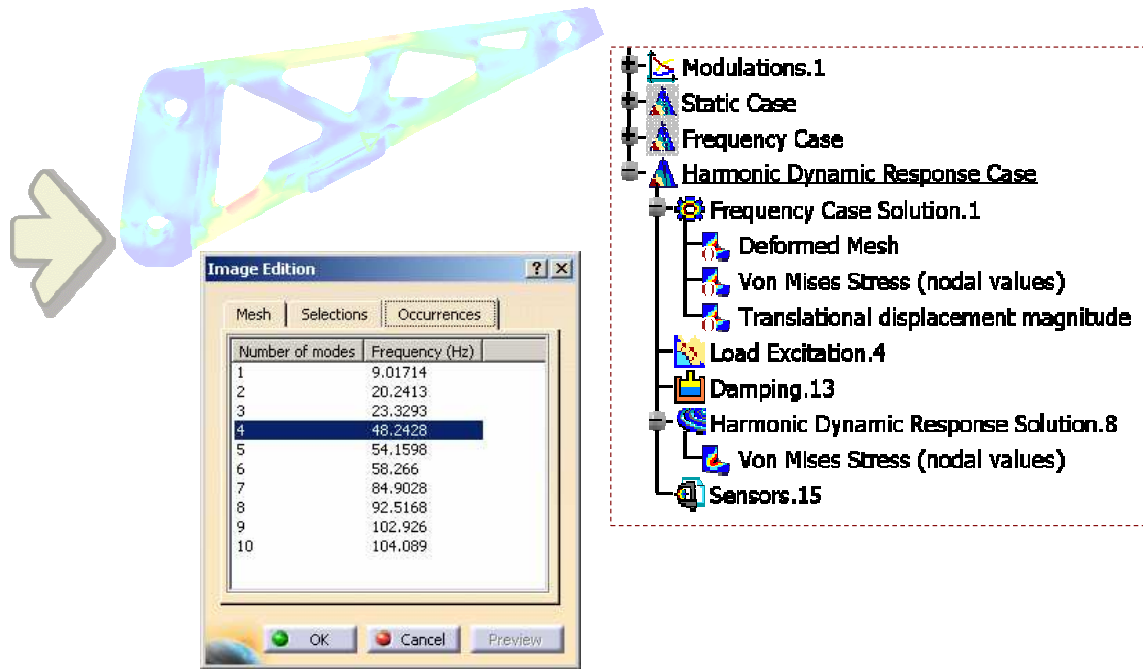 Modulations.1
Static Case
Frequency Case
Harmonic Dynamic Response Case
Frequency Case Solution.1
Deformed Mesh
Von Mises Stress (nodal values)
Translational displacement magnitude
Load Excitation.4
Damping.13
Harmonic Dynamic Response Solution.8
Von Mises Stress (nodal values)
Sensors.15
Image Edition
Mesh Selections Occurrences
Number of modes Frequency (Hz)
1 9.01714
2 20.2413
3 23.3293
4 48.2428
5 54.1598
6 58.266
7 84.9028
8 92.5168
9 102.926
10 104.089
OK Cancel Preview